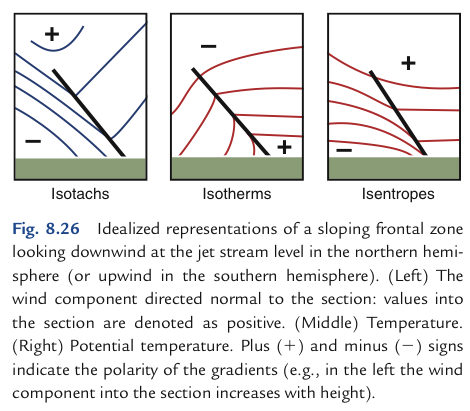 +
−
Isotachs
−
+
Isotherms
+
−
Isentropes
Fig. 8.26 Idealized representations of a sloping frontal zone
looking downwind at the jet stream level in the northern hemi-
sphere (or upwind in the southern hemisphere). (Left) The
wind component directed normal to the section: values into
the section are denoted as positive. (Middle) Temperature.
(Right) Potential temperature. Plus (+) and minus (−) signs
indicate the polarity of the gradients (e.g., in the left the wind
component into the section increases with height).